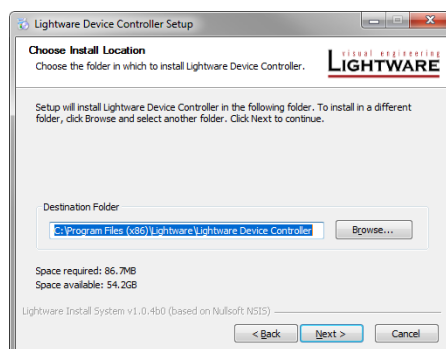 Lightware Device Controller Setup
Choose Install Location
Choose the folder in which to install Lightware Device Controller.
visual engineering
LIGHTWARE
Setup will install Lightware Device Controller in the following folder. To install in a different
folder, click Browse and select another folder. Click Next to continue.
Destination Folder
C:\Program Files (x86)\Lightware\Lightware Device Controller
Browse...
Space required: 86.7MB
Space available: 54.2GB
Lightware Install System v1.0.4b0 (based on Nullsoft NSIS)
< Back
Next >
Cancel